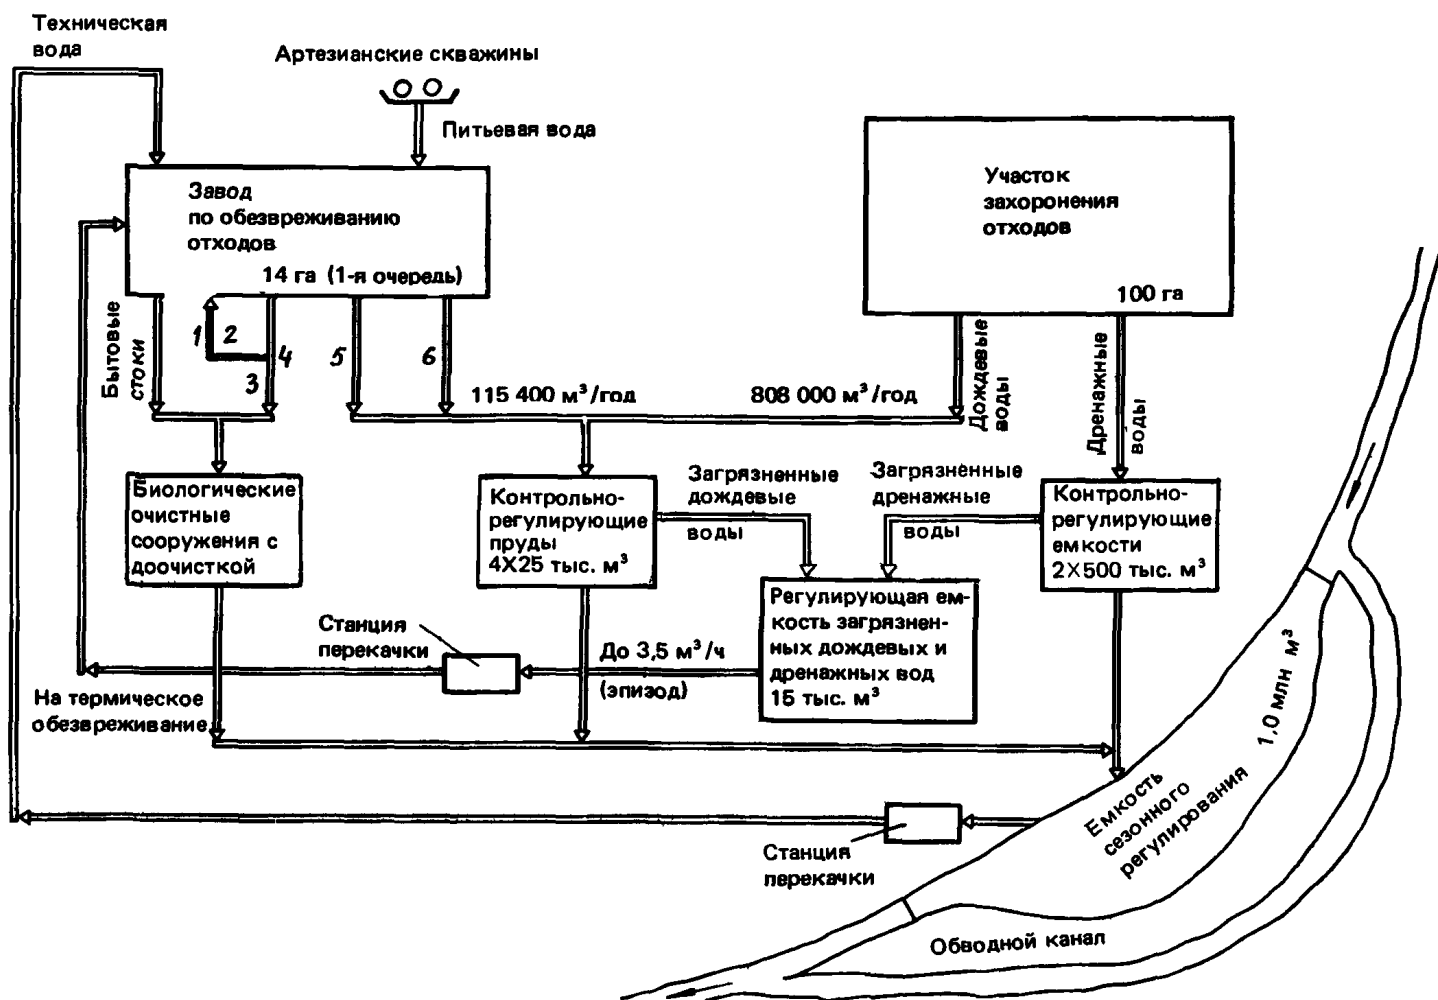 Техническая
вода
Артезианские скважины
Питьевая вода
Завод
по обезвреживанию
отходов
14 га (1-я очередь)
Участок
захоронения
отходов
100 га
Бытовые
стоки
1
2
3
4
5
6
115 400 м³/год
808 000 м³/год
Дождевые
воды
Дренажные
воды
Биологические
очистные
сооружения с
доочисткой
Контрольно-
регулирующие
пруды
4X25 тыс. м³
Загрязненные
дождевые
воды
Загрязненные
дренажные
воды
Контрольно-
регулирующие
емкости
2X500 тыс. м³
Регулирующая ем-
кость загрязнен-
ных дождевых и
дренажных вод
15 тыс. м³
Станция
перекачки
До 3,5 м³/ч
(эпизод)
На термическое
обезвреживание
Станция
перекачки
Емкость
сезонного
регулирования 1,0 млн м³
Обводной канал